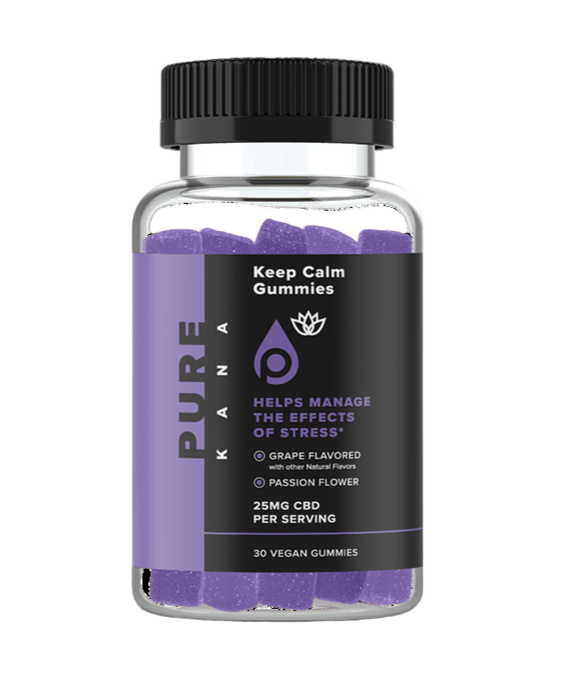 Keep Calm
Gummies
PURE
KANA
HELPS MANAGE
THE EFFECTS
OF STRESS*
GRAPE FLAVORED
with other Natural Flavors
PASSION FLOWER
25MG CBD
PER SERVING
30 VEGAN GUMMIES